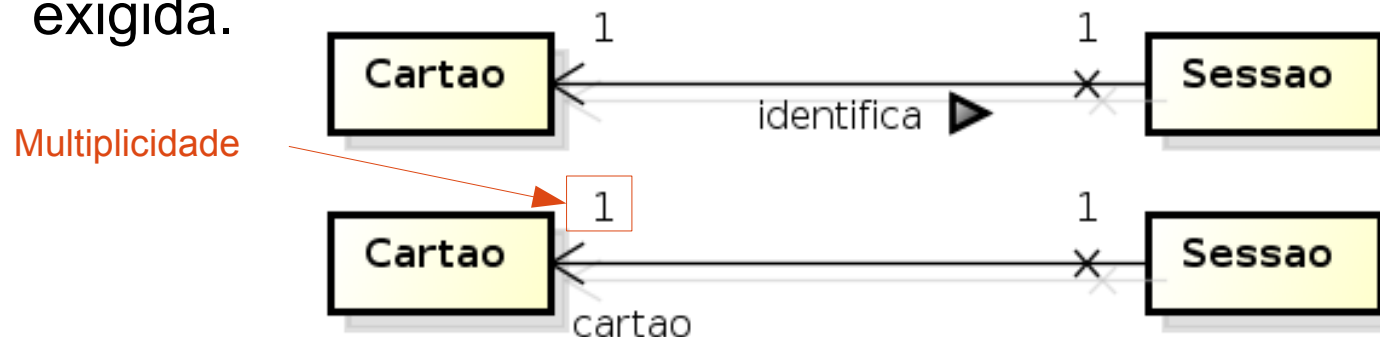 exigida.
1 1
Cartao Sessao
identifica
Multiplicidade
1 1
Cartao Sessao
cartao